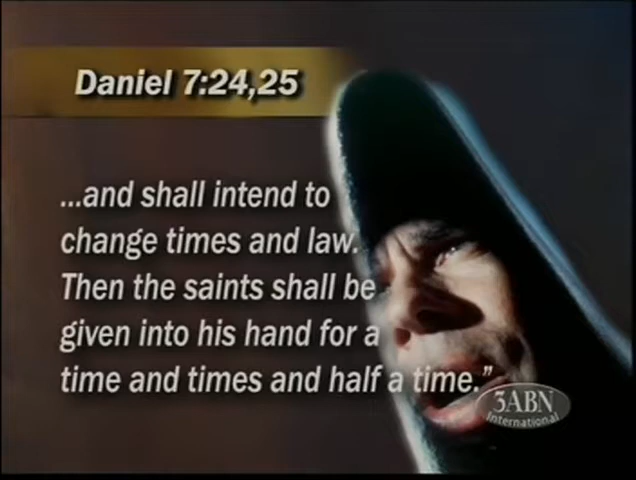 Daniel 7:24,25
...and shall intend to
change times and law.
Then the saints shall be
given into his hand for a
time and times and half a time.”
3ABN
International